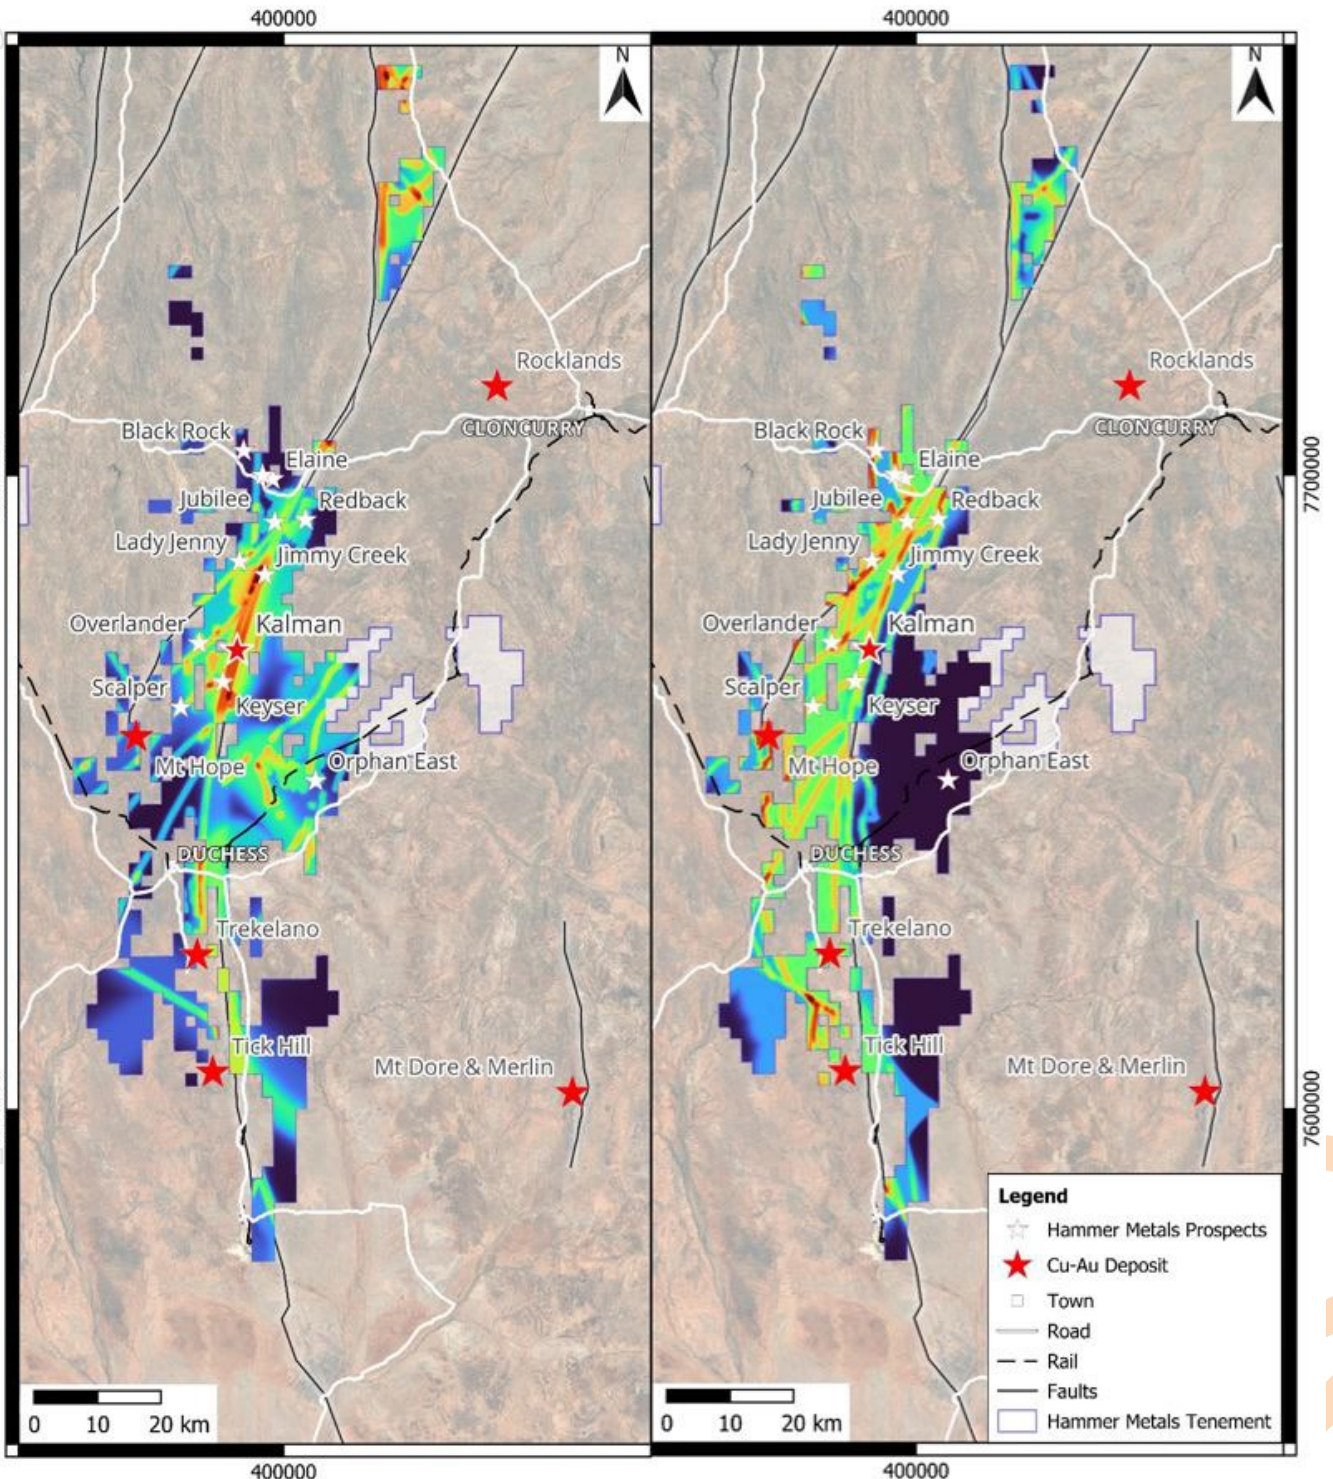 400000
400000
N
N
Rocklands
Rocklands
Black Rock
CLONCURRY
Black Rock
CLONCURRY
Elaine
Elaine
Jubilee
Redback
Jubilee
Redback
7700000
Lady Jenny
Jimmy Creek
Lady Jenny
Jimmy Creek
Overlander
Kalman
Overlander
Kalman
Scalper
Keyser
Scalper
Keyser
Mt Hope
Orphan East
Mt Hope
Orphan East
DUCHESS
DUCHESS
Trekelano
Trekelano
Tick Hill
Tick Hill
Mt Dore & Merlin
Mt Dore & Merlin
7600000
Legend
Hammer Metals Prospects
Cu-Au Deposit
Town
Road
Rail
Faults
Hammer Metals Tenement
0 10 20 km
0 10 20 km
400000
400000